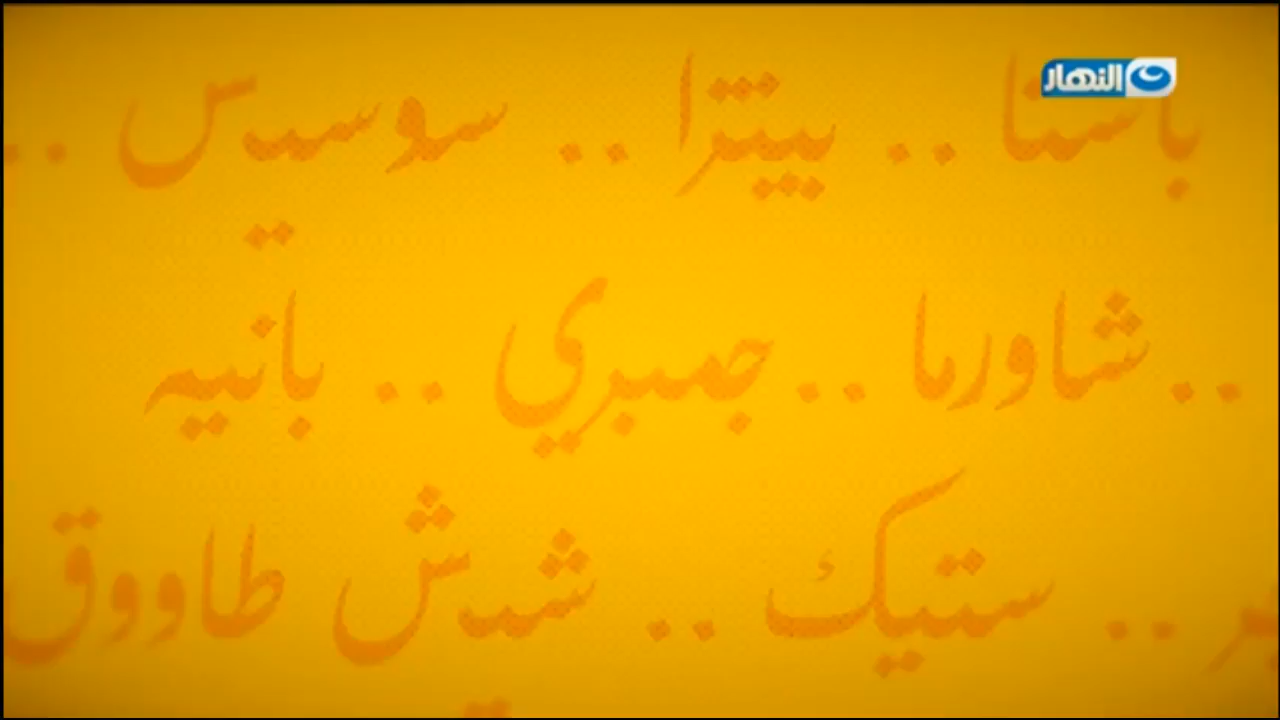 النهار
باستا .. بيتزا .. سوسيس ..
.. شاورما .. جمبري .. بانيه
.. ستيك .. شيش طاووق